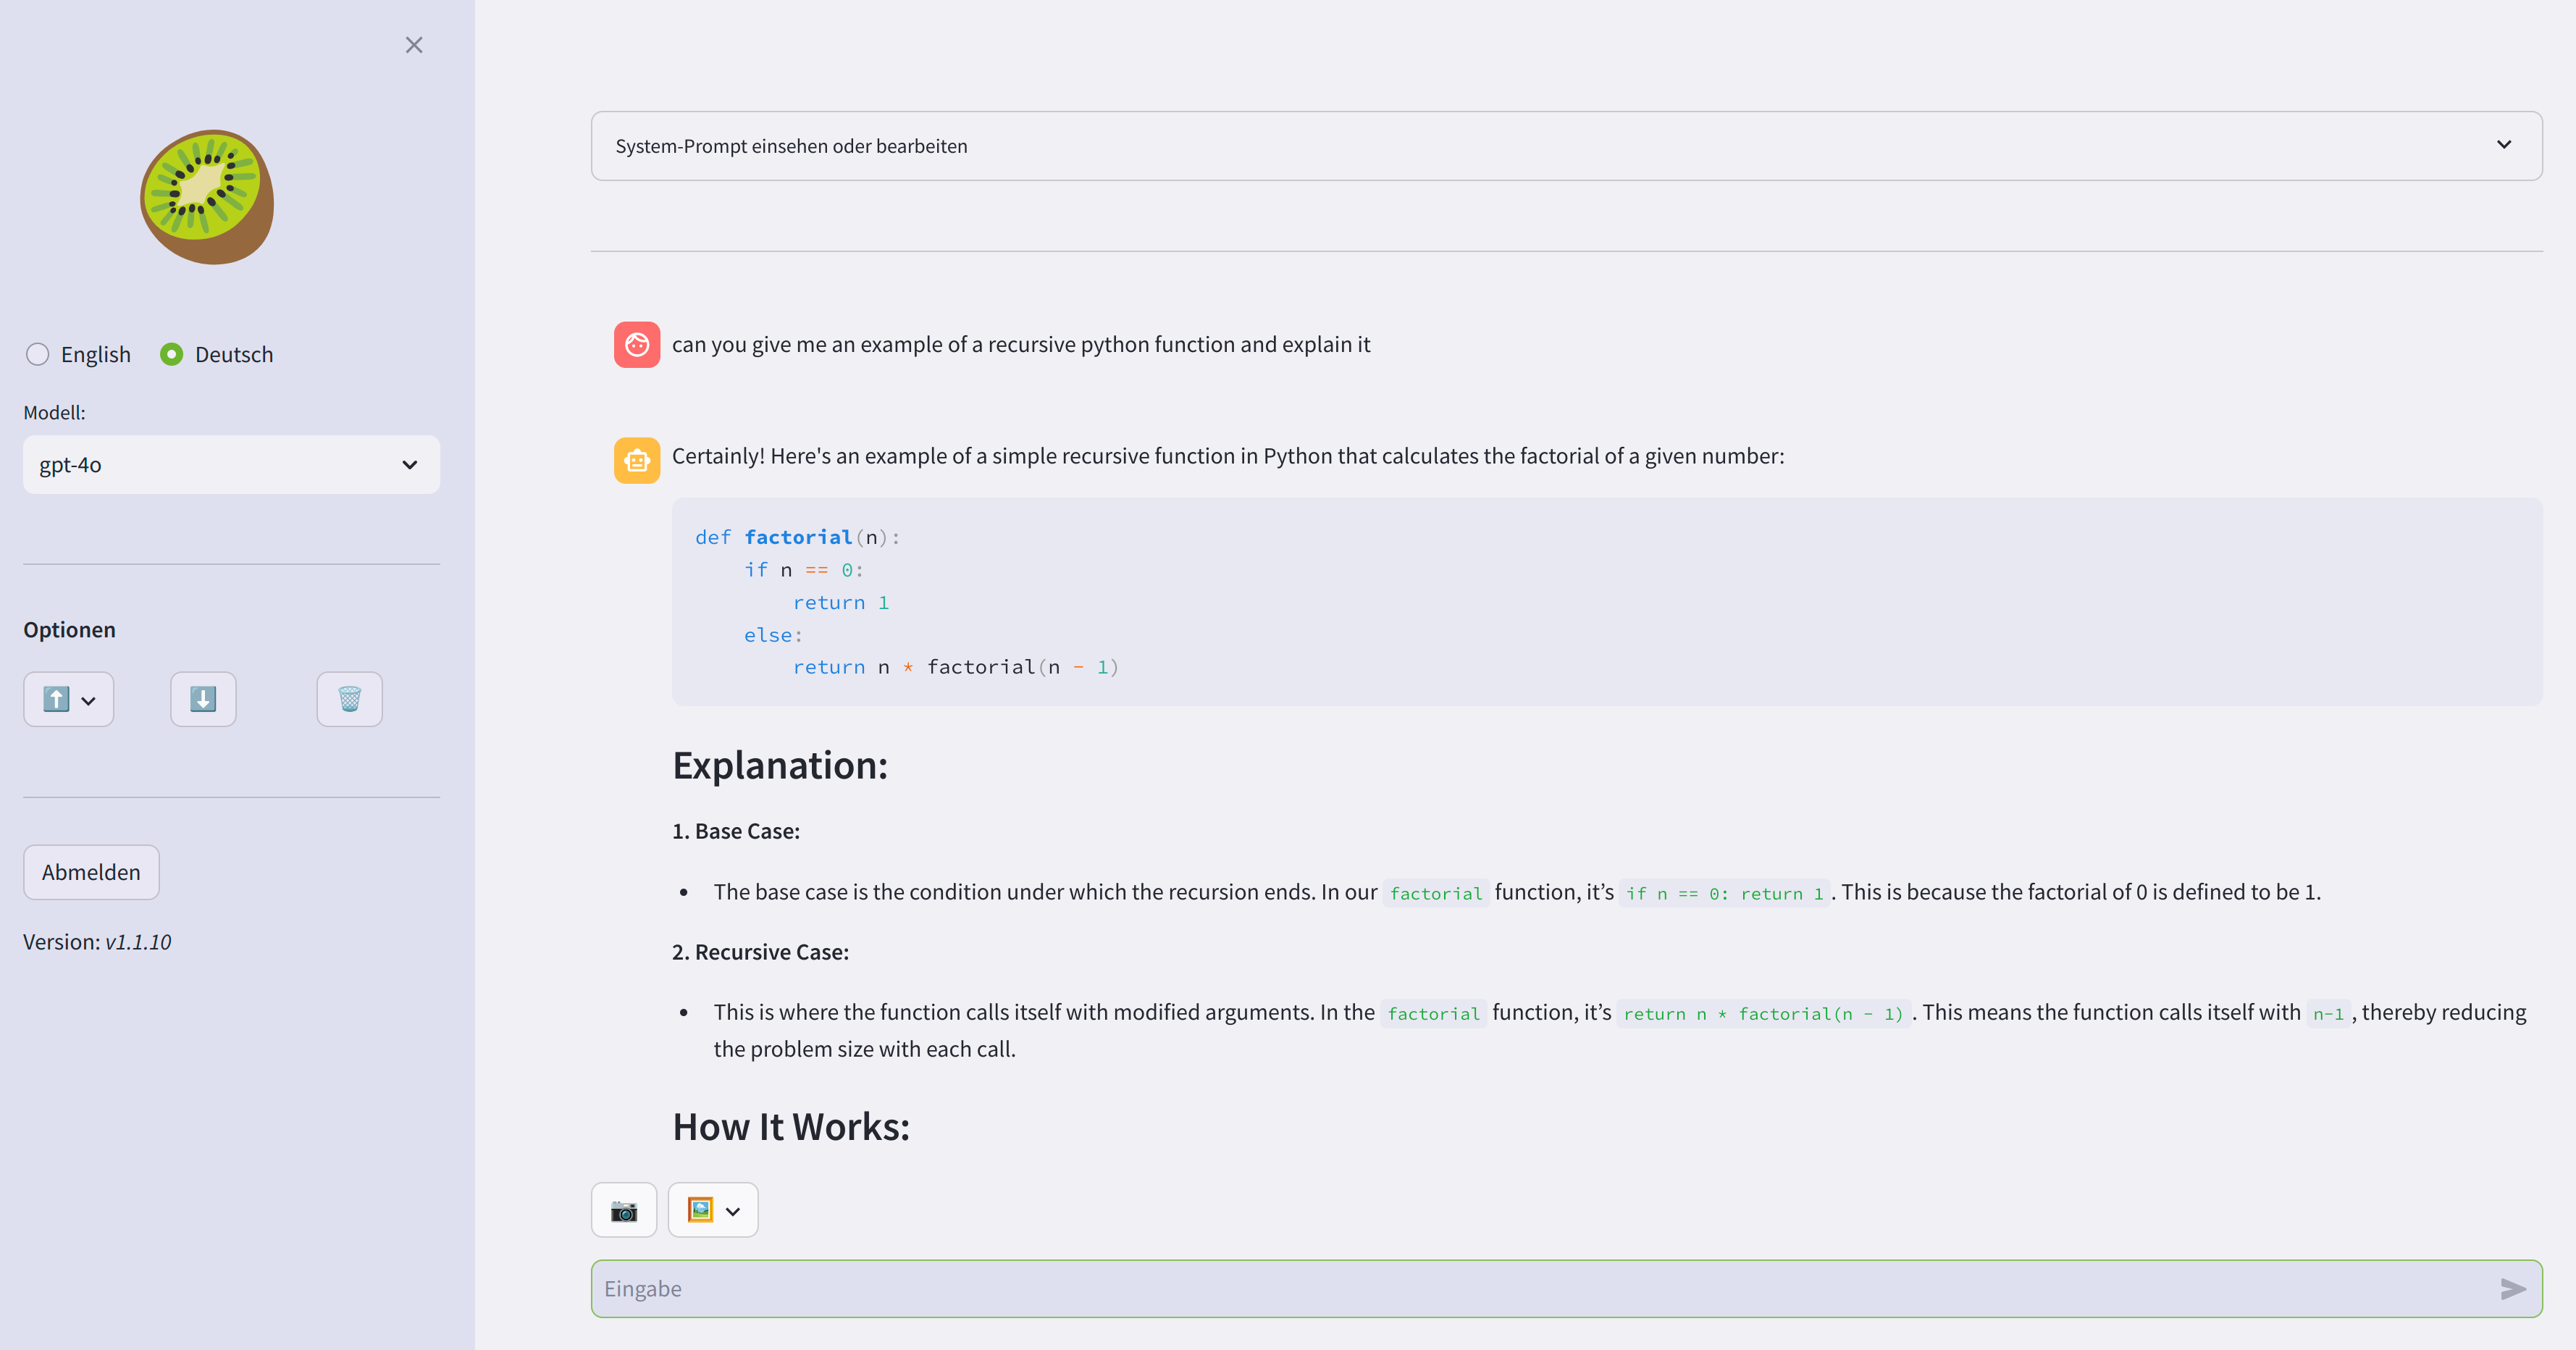 English
Deutsch
Modell:
gpt-4o
Optionen
Abmelden
Version: v1.1.10
System-Prompt einsehen oder bearbeiten
can you give me an example of a recursive python function and explain it
Certainly! Here's an example of a simple recursive function in Python that calculates the factorial of a given number:
def factorial(n):
    if n == 0:
        return 1
    else:
        return n * factorial(n - 1)
Explanation:
1. Base Case:
• The base case is the condition under which the recursion ends. In our factorial function, it’s if n == 0: return 1. This is because the factorial of 0 is defined to be 1.
2. Recursive Case:
• This is where the function calls itself with modified arguments. In the factorial function, it’s return n * factorial(n - 1). This means the function calls itself with n-1, thereby reducing
the problem size with each call.
How It Works:
Eingabe